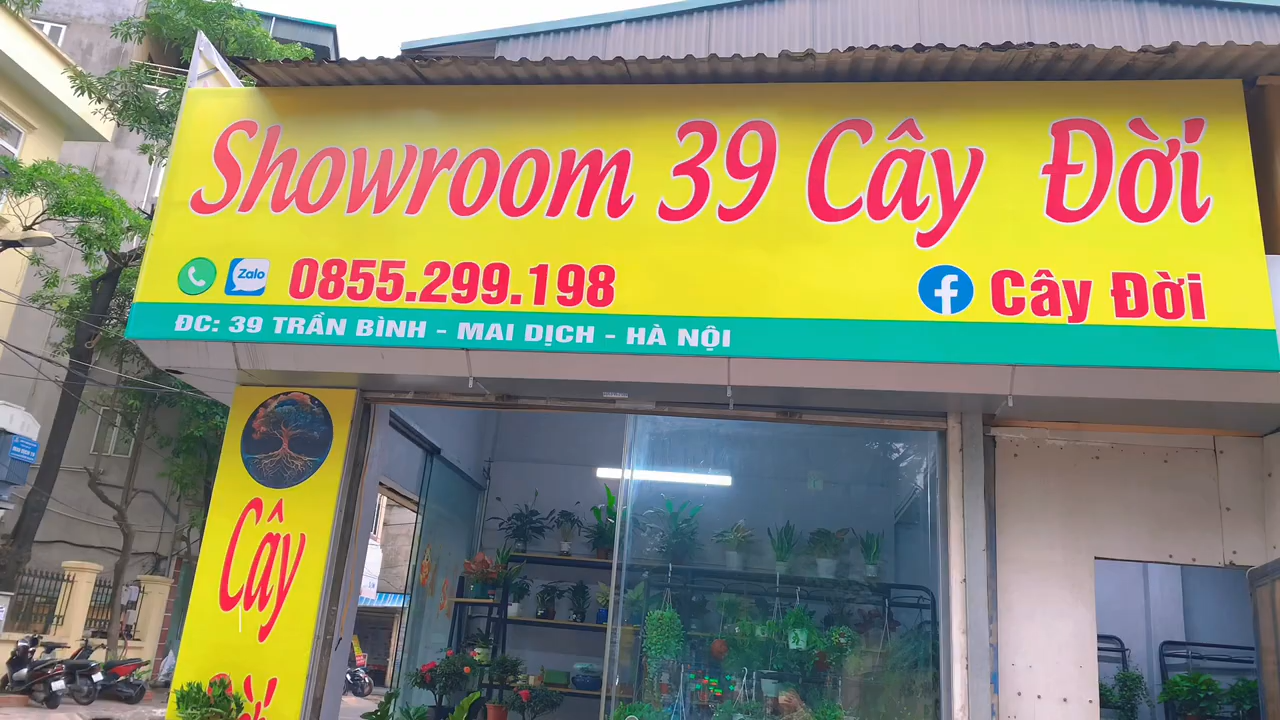 Showroom 39 Cây Đời
Zalo 0855.299.198
Cây Đời
ĐC: 39 TRẦN BÌNH - MAI DỊCH - HÀ NỘI
Cây